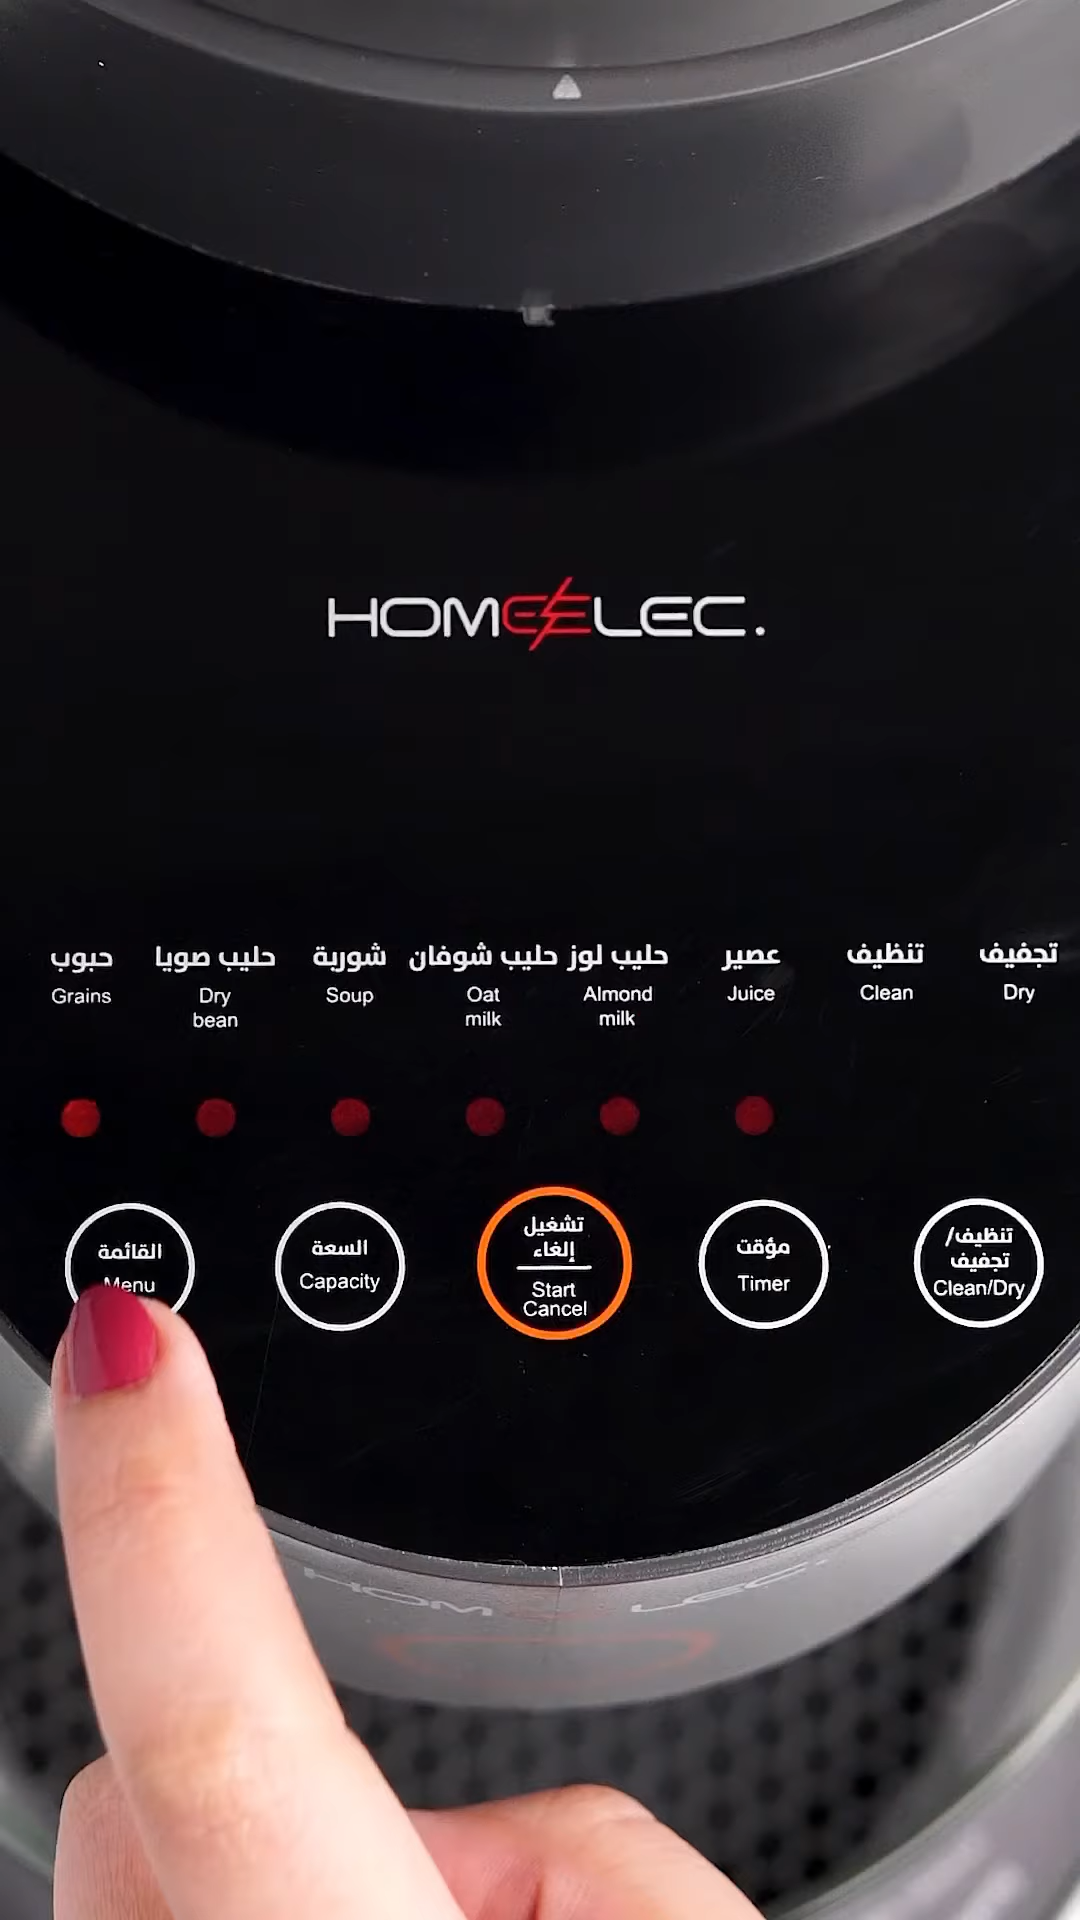 HOMEELEC.
حبوب
Grains
حليب صويا
Dry
bean
شوربة
Soup
حليب شوفان
Oat
milk
حليب لوز
Almond
milk
عصير
Juice
تنظيف
Clean
تجفيف
Dry
القائمة
Menu
السعة
Capacity
تشغيل
إلغاء
Start
Cancel
مؤقت
Timer
تنظيف/
تجفيف
Clean/Dry